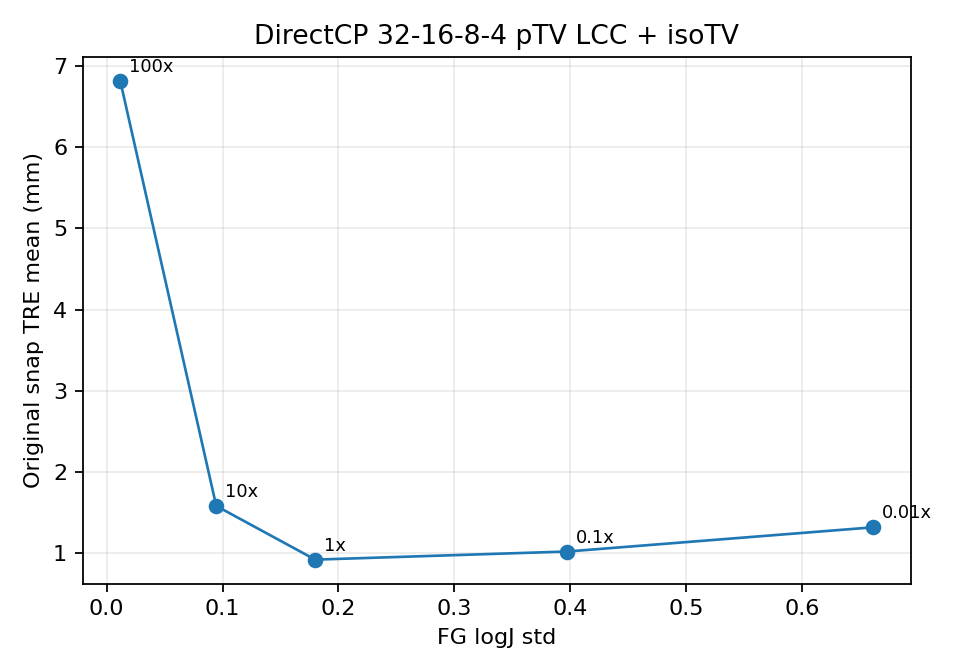 DirectCP 32-16-8-4 pTV LCC + isoTV
Original snap TRE mean (mm)
7
6
5
4
3
2
1
100x
10x
1x
0.1x
0.01x
0.0 0.1 0.2 0.3 0.4 0.5 0.6
FG logJ std